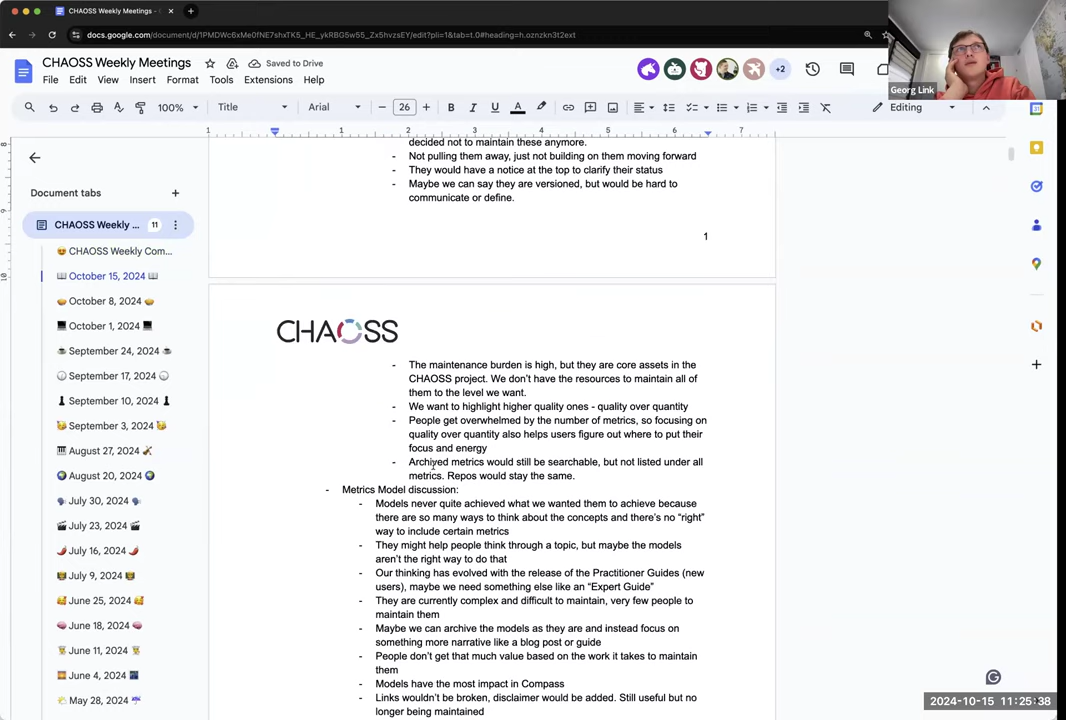 CHAOSS Weekly Meetings -
docs.google.com/document/d/1PMDWc6xMe0fNE7shxTK5_HE_ykRBG5w55_Zx5hvzsEY/edit?pli=1&tab=t.0#heading=h.oznzkn3t2ext
CHAOSS Weekly Meetings
Saved to Drive
File Edit View Insert Format Tools Extensions Help
+2
100% Title Arial 26 B I U A Editing
Georg Link
1 1 2 3 4 5 6 7
Document tabs
CHAOSS Weekly ... 11
CHAOSS Weekly Com...
October 15, 2024
October 8, 2024
October 1, 2024
September 24, 2024
September 17, 2024
September 10, 2024
September 3, 2024
August 27, 2024
August 20, 2024
July 30, 2024
July 23, 2024
July 16, 2024
July 9, 2024
June 25, 2024
June 18, 2024
June 11, 2024
June 4, 2024
May 28, 2024
8
9
10
decided not to maintain these anymore.
- Not pulling them away, just not building on them moving forward
- They would have a notice at the top to clarify their status
- Maybe we can say they are versioned, but would be hard to
communicate or define.
1
CHAOSS
- The maintenance burden is high, but they are core assets in the
CHAOSS project. We don't have the resources to maintain all of
them to the level we want.
- We want to highlight higher quality ones - quality over quantity
- People get overwhelmed by the number of metrics, so focusing on
quality over quantity also helps users figure out where to put their
focus and energy
- Archived metrics would still be searchable, but not listed under all
metrics. Repos would stay the same.
- Metrics Model discussion:
- Models never quite achieved what we wanted them to achieve because
there are so many ways to think about the concepts and there's no "right"
way to include certain metrics
- They might help people think through a topic, but maybe the models
aren't the right way to do that
- Our thinking has evolved with the release of the Practitioner Guides (new
users), maybe we need something else like an "Expert Guide"
- They are currently complex and difficult to maintain, very few people to
maintain them
- Maybe we can archive the models as they are and instead focus on
something more narrative like a blog post or guide
- People don't get that much value based on the work it takes to maintain
them
- Models have the most impact in Compass
- Links wouldn't be broken, disclaimer would be added. Still useful but no
longer being maintained
2024-10-15 11:25:38